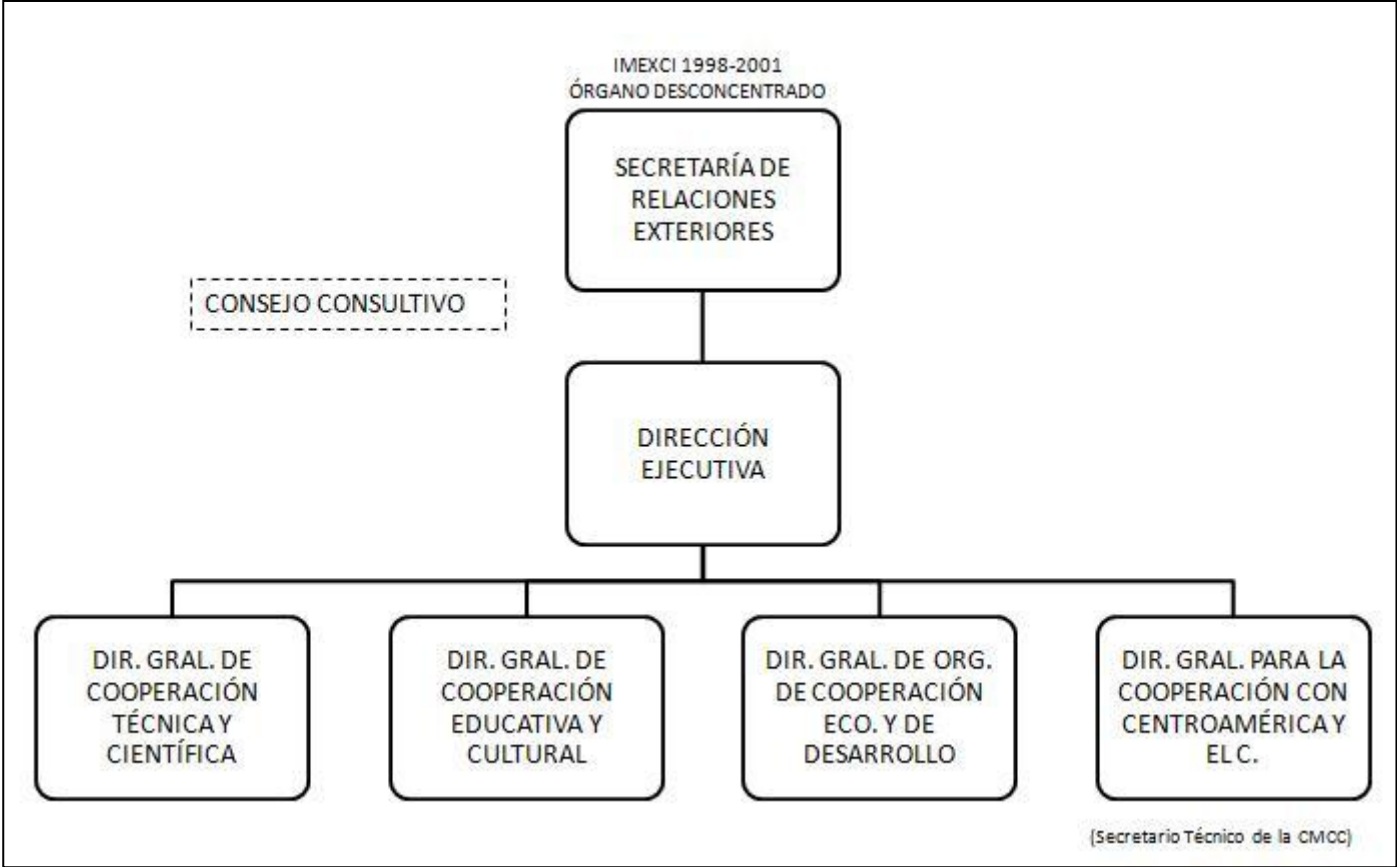 IMEXCI 1998-2001
ÓRGANO DESCONCENTRADO
SECRETARÍA DE
RELACIONES
EXTERIORES
CONSEJO CONSULTIVO
DIRECCIÓN
EJECUTIVA
DIR. GRAL. DE
COOPERACIÓN
TÉCNICA Y
CIENTÍFICA
DIR. GRAL. DE
COOPERACIÓN
EDUCATIVA Y
CULTURAL
DIR. GRAL. DE ORG.
DE COOPERACIÓN
ECO. Y DE
DESARROLLO
DIR. GRAL. PARA LA
COOPERACIÓN CON
CENTROAMÉRICA Y
EL C.
(Secretario Técnico de la CMCC)